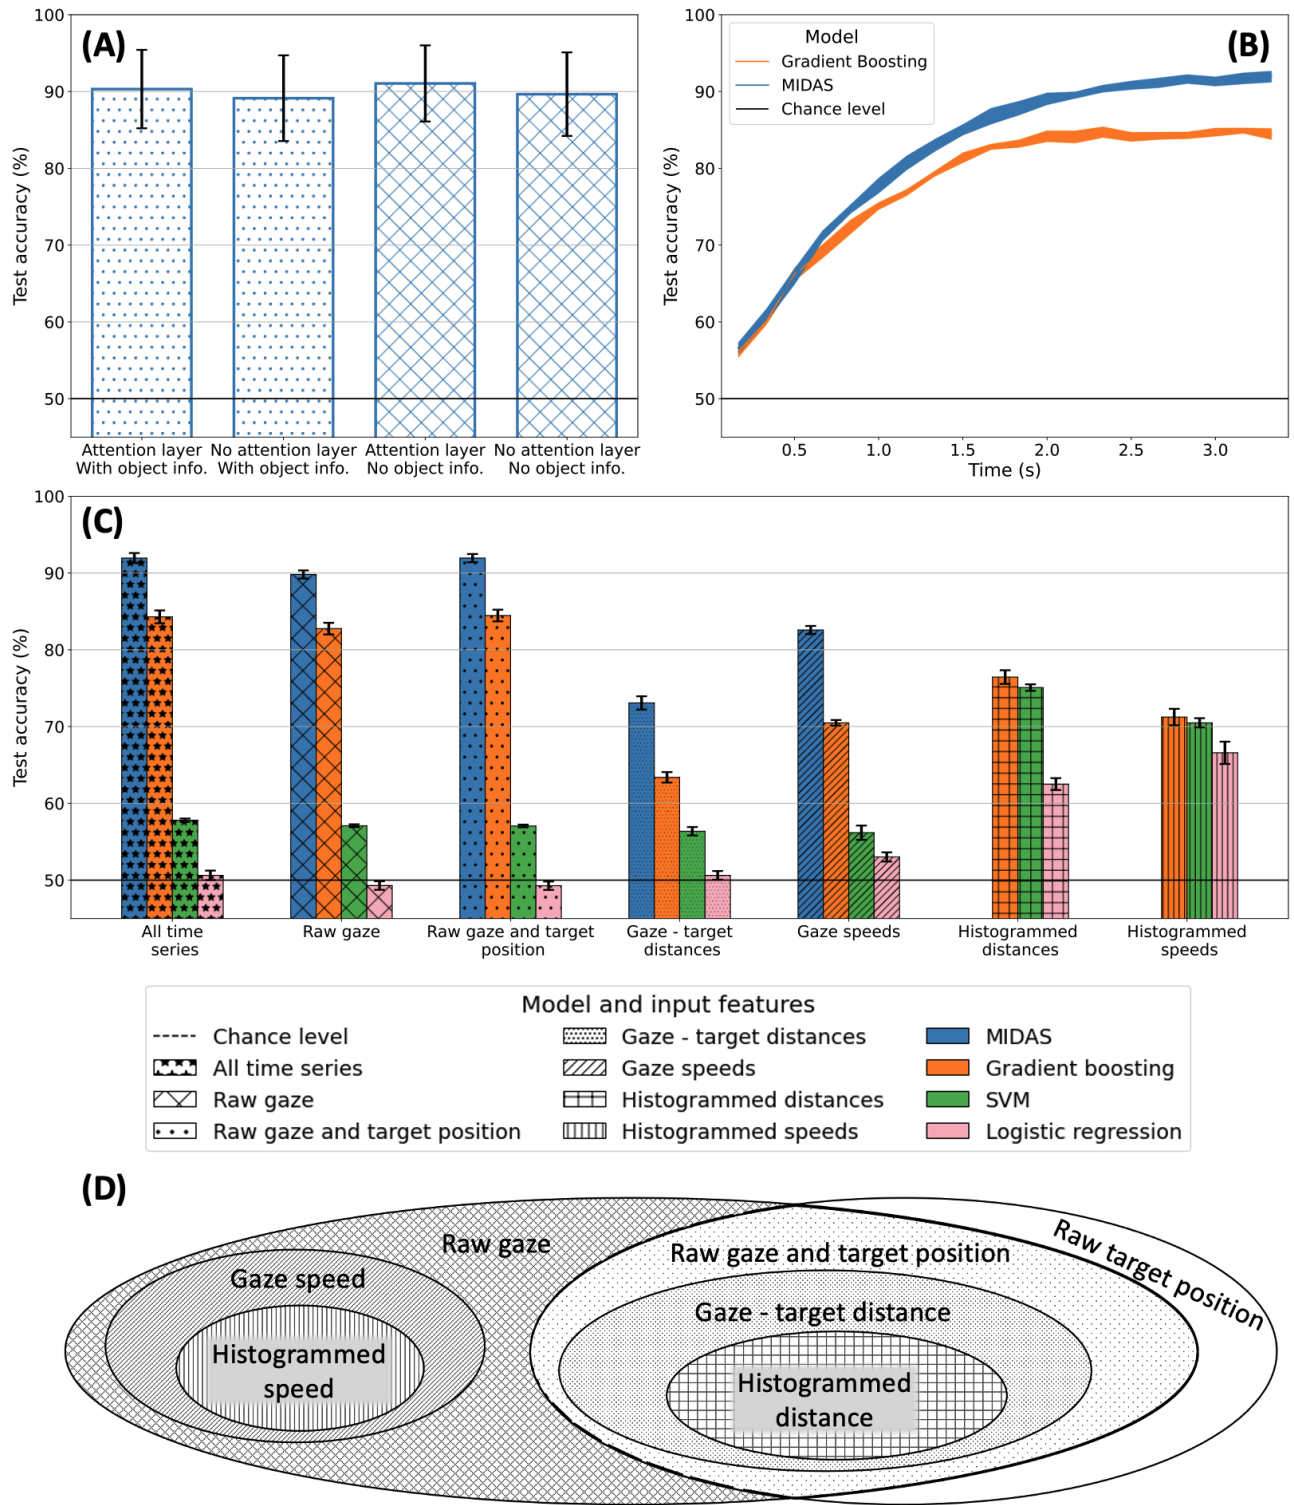 (A)
100
90
80
70
60
50
Test accuracy (%)
Attention layer
With object info.
No attention layer
With object info.
Attention layer
No object info.
No attention layer
No object info.
(B)
Model
Gradient Boosting
MIDAS
Chance level
100
90
80
70
60
50
Test accuracy (%)
0.5
1.0
1.5
2.0
2.5
3.0
Time (s)
(C)
100
90
80
70
60
50
Test accuracy (%)
All time
series
Raw gaze
Raw gaze and target
position
Gaze - target
distances
Gaze speeds
Histogrammed
distances
Histogrammed
speeds
Model and input features
Chance level
All time series
Raw gaze
Raw gaze and target position
Gaze - target distances
Gaze speeds
Histogrammed distances
Histogrammed speeds
MIDAS
Gradient boosting
SVM
Logistic regression
(D)
Raw gaze
Gaze speed
Histogrammed
speed
Raw gaze and target position
Gaze - target distance
Histogrammed
distance
Raw target position